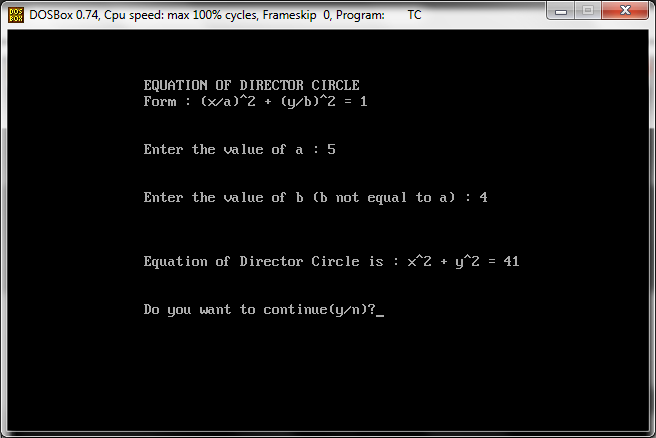 DOS BOX DOSBox 0.74, Cpu speed: max 100% cycles, Frameskip 0, Program: TC
EQUATION OF DIRECTOR CIRCLE
Form : (x/a)^2 + (y/b)^2 = 1
Enter the value of a : 5
Enter the value of b (b not equal to a) : 4
Equation of Director Circle is : x^2 + y^2 = 41
Do you want to continue(y/n)?_